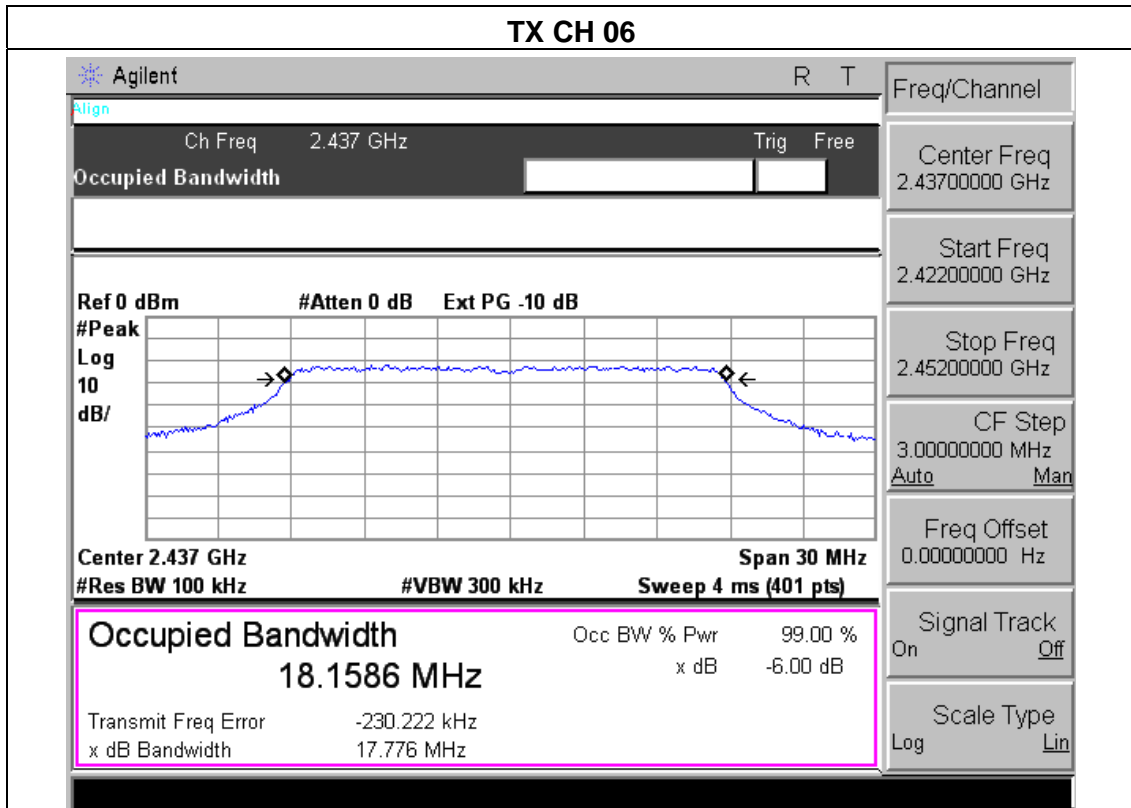 TX CH 06
Agilent R T
Align
Ch Freq 2.437 GHz Trig Free
Occupied Bandwidth
Ref 0 dBm #Atten 0 dB Ext PG -10 dB
#Peak
Log
10
dB/
Center 2.437 GHz Span 30 MHz
#Res BW 100 kHz #VBW 300 kHz Sweep 4 ms (401 pts)
Occupied Bandwidth Occ BW % Pwr 99.00 %
18.1586 MHz x dB -6.00 dB
Transmit Freq Error -230.222 kHz
x dB Bandwidth 17.776 MHz
Freq/Channel
Center Freq
2.43700000 GHz
Start Freq
2.42200000 GHz
Stop Freq
2.45200000 GHz
CF Step
3.00000000 MHz
Auto Man
Freq Offset
0.00000000 Hz
Signal Track
On Off
Scale Type
Log Lin